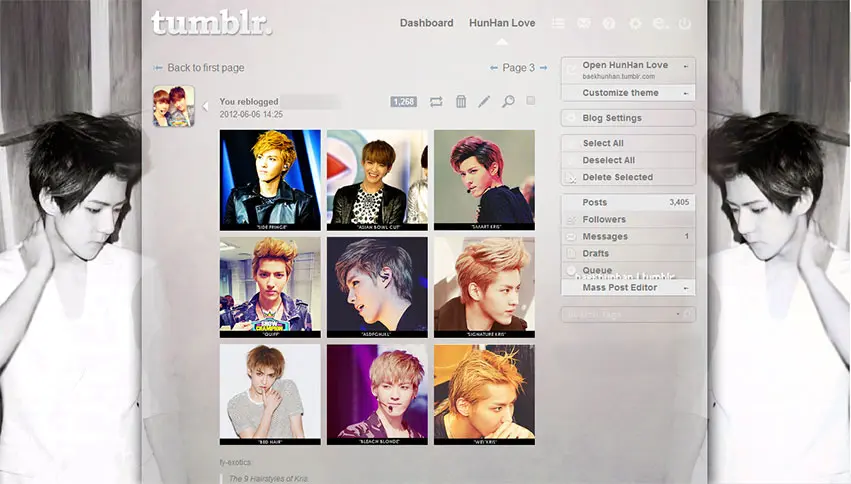 tumblr.
Dashboard
HunHan Love
Back to first page
Page 3
Open HunHan Love
baekhunhan.tumblr.com
Customize theme
You reblogged
2012-06-06 14:25
1,268
Blog Settings
Select All
Deselect All
Delete Selected
Posts 3,405
Followers
Messages 1
Drafts
Queue
Mass Post Editor
"SIDE FRINGE"
"ASIAN BOWL CUT"
"SMART KRIS"
"QUIFF"
"ASDFGHJKL"
"SIGNATURE KRIS"
SHOW CHAMPION
"BED HAIR"
"BLEACH BLONDE"
"WET KRIS"
fy-exotics:
The 9 Hairstyles of Kris.